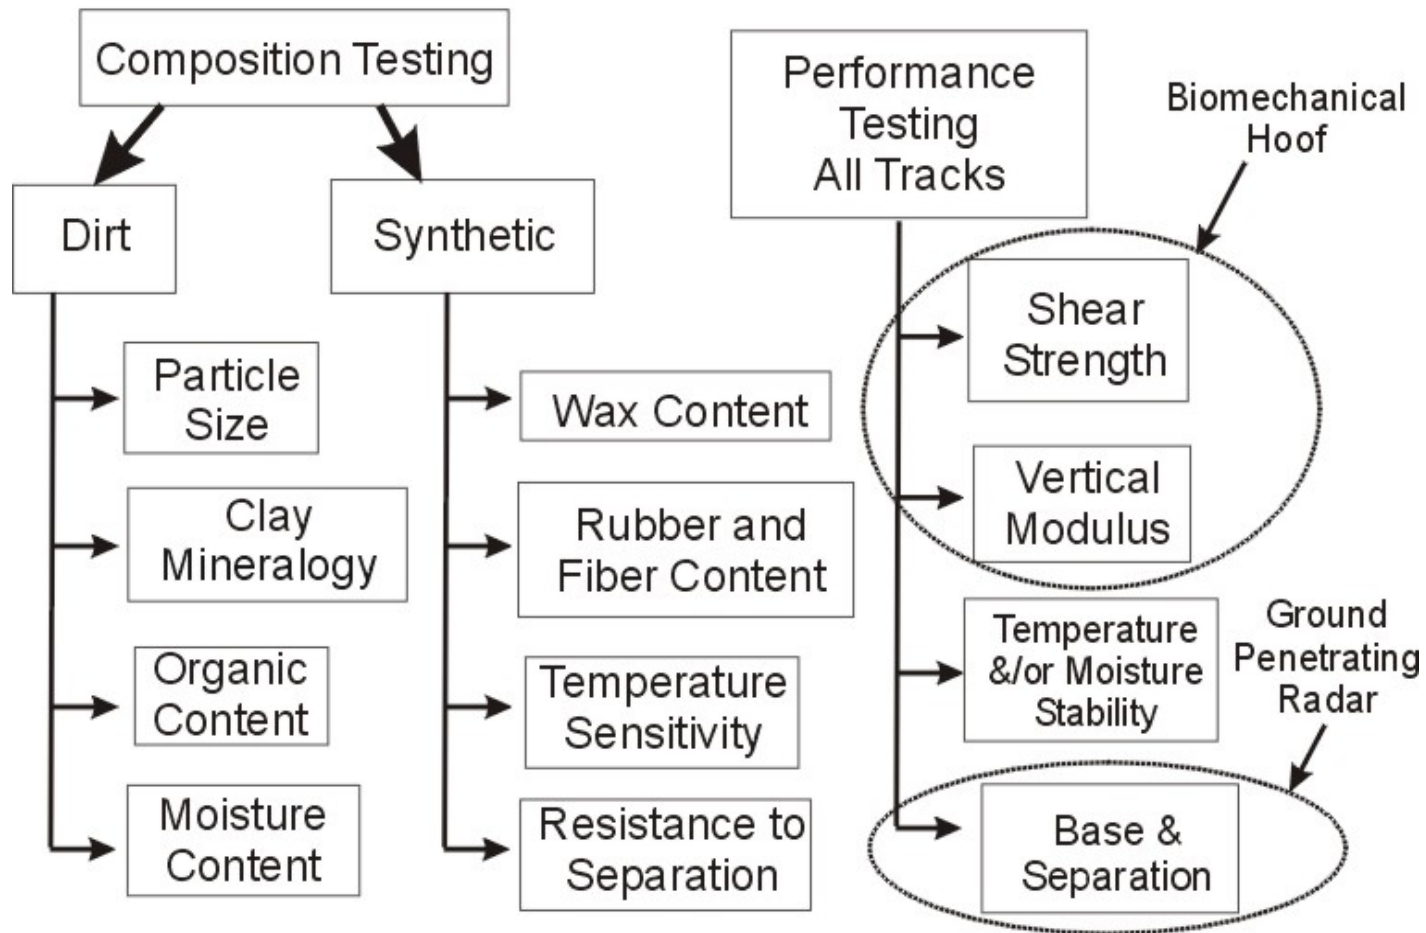 Composition Testing
Dirt
Particle
Size
Clay
Mineralogy
Organic
Content
Moisture
Content
Synthetic
Wax Content
Rubber and
Fiber Content
Temperature
Sensitivity
Resistance to
Separation
Performance
Testing
All Tracks
Biomechanical
Hoof
Shear
Strength
Vertical
Modulus
Temperature
&/or Moisture
Stability
Ground
Penetrating
Radar
Base &
Separation